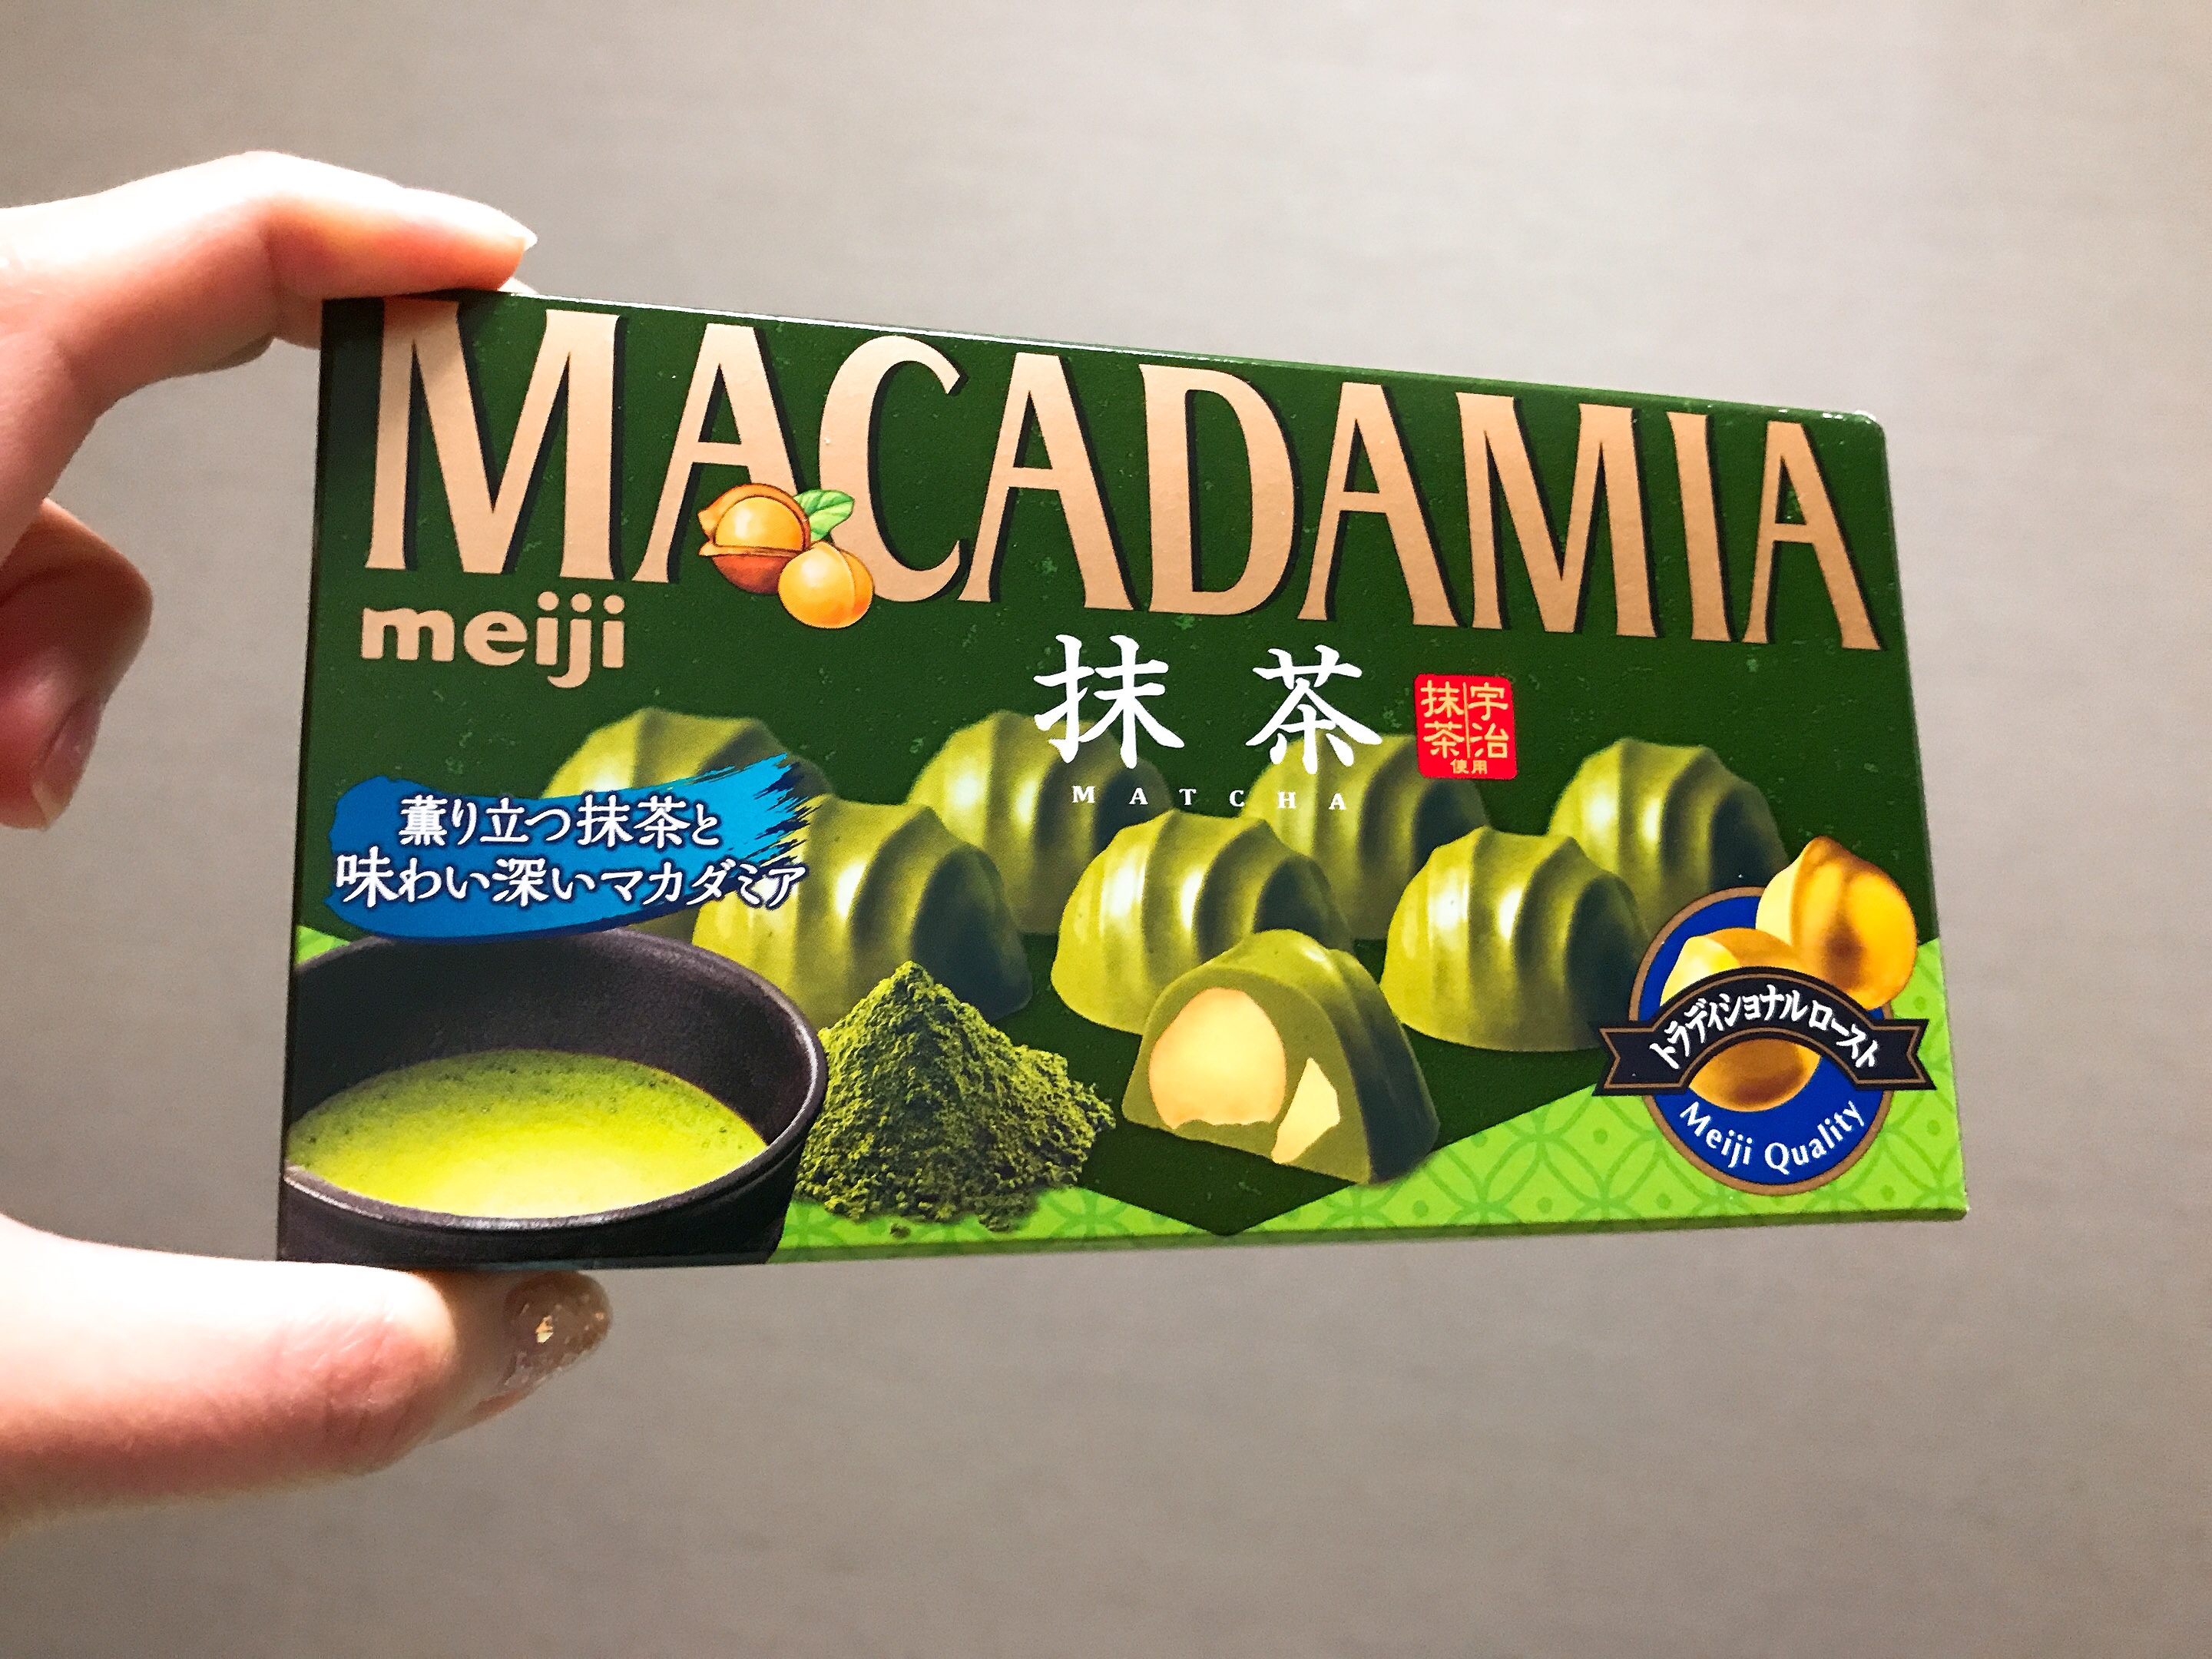 MACADAMIA
meiji
抹茶
宇治
抹茶
使用
MATCHA
薫り立つ抹茶と
味わい深いマカダミア
トラディショナルロースト
Meiji Quality